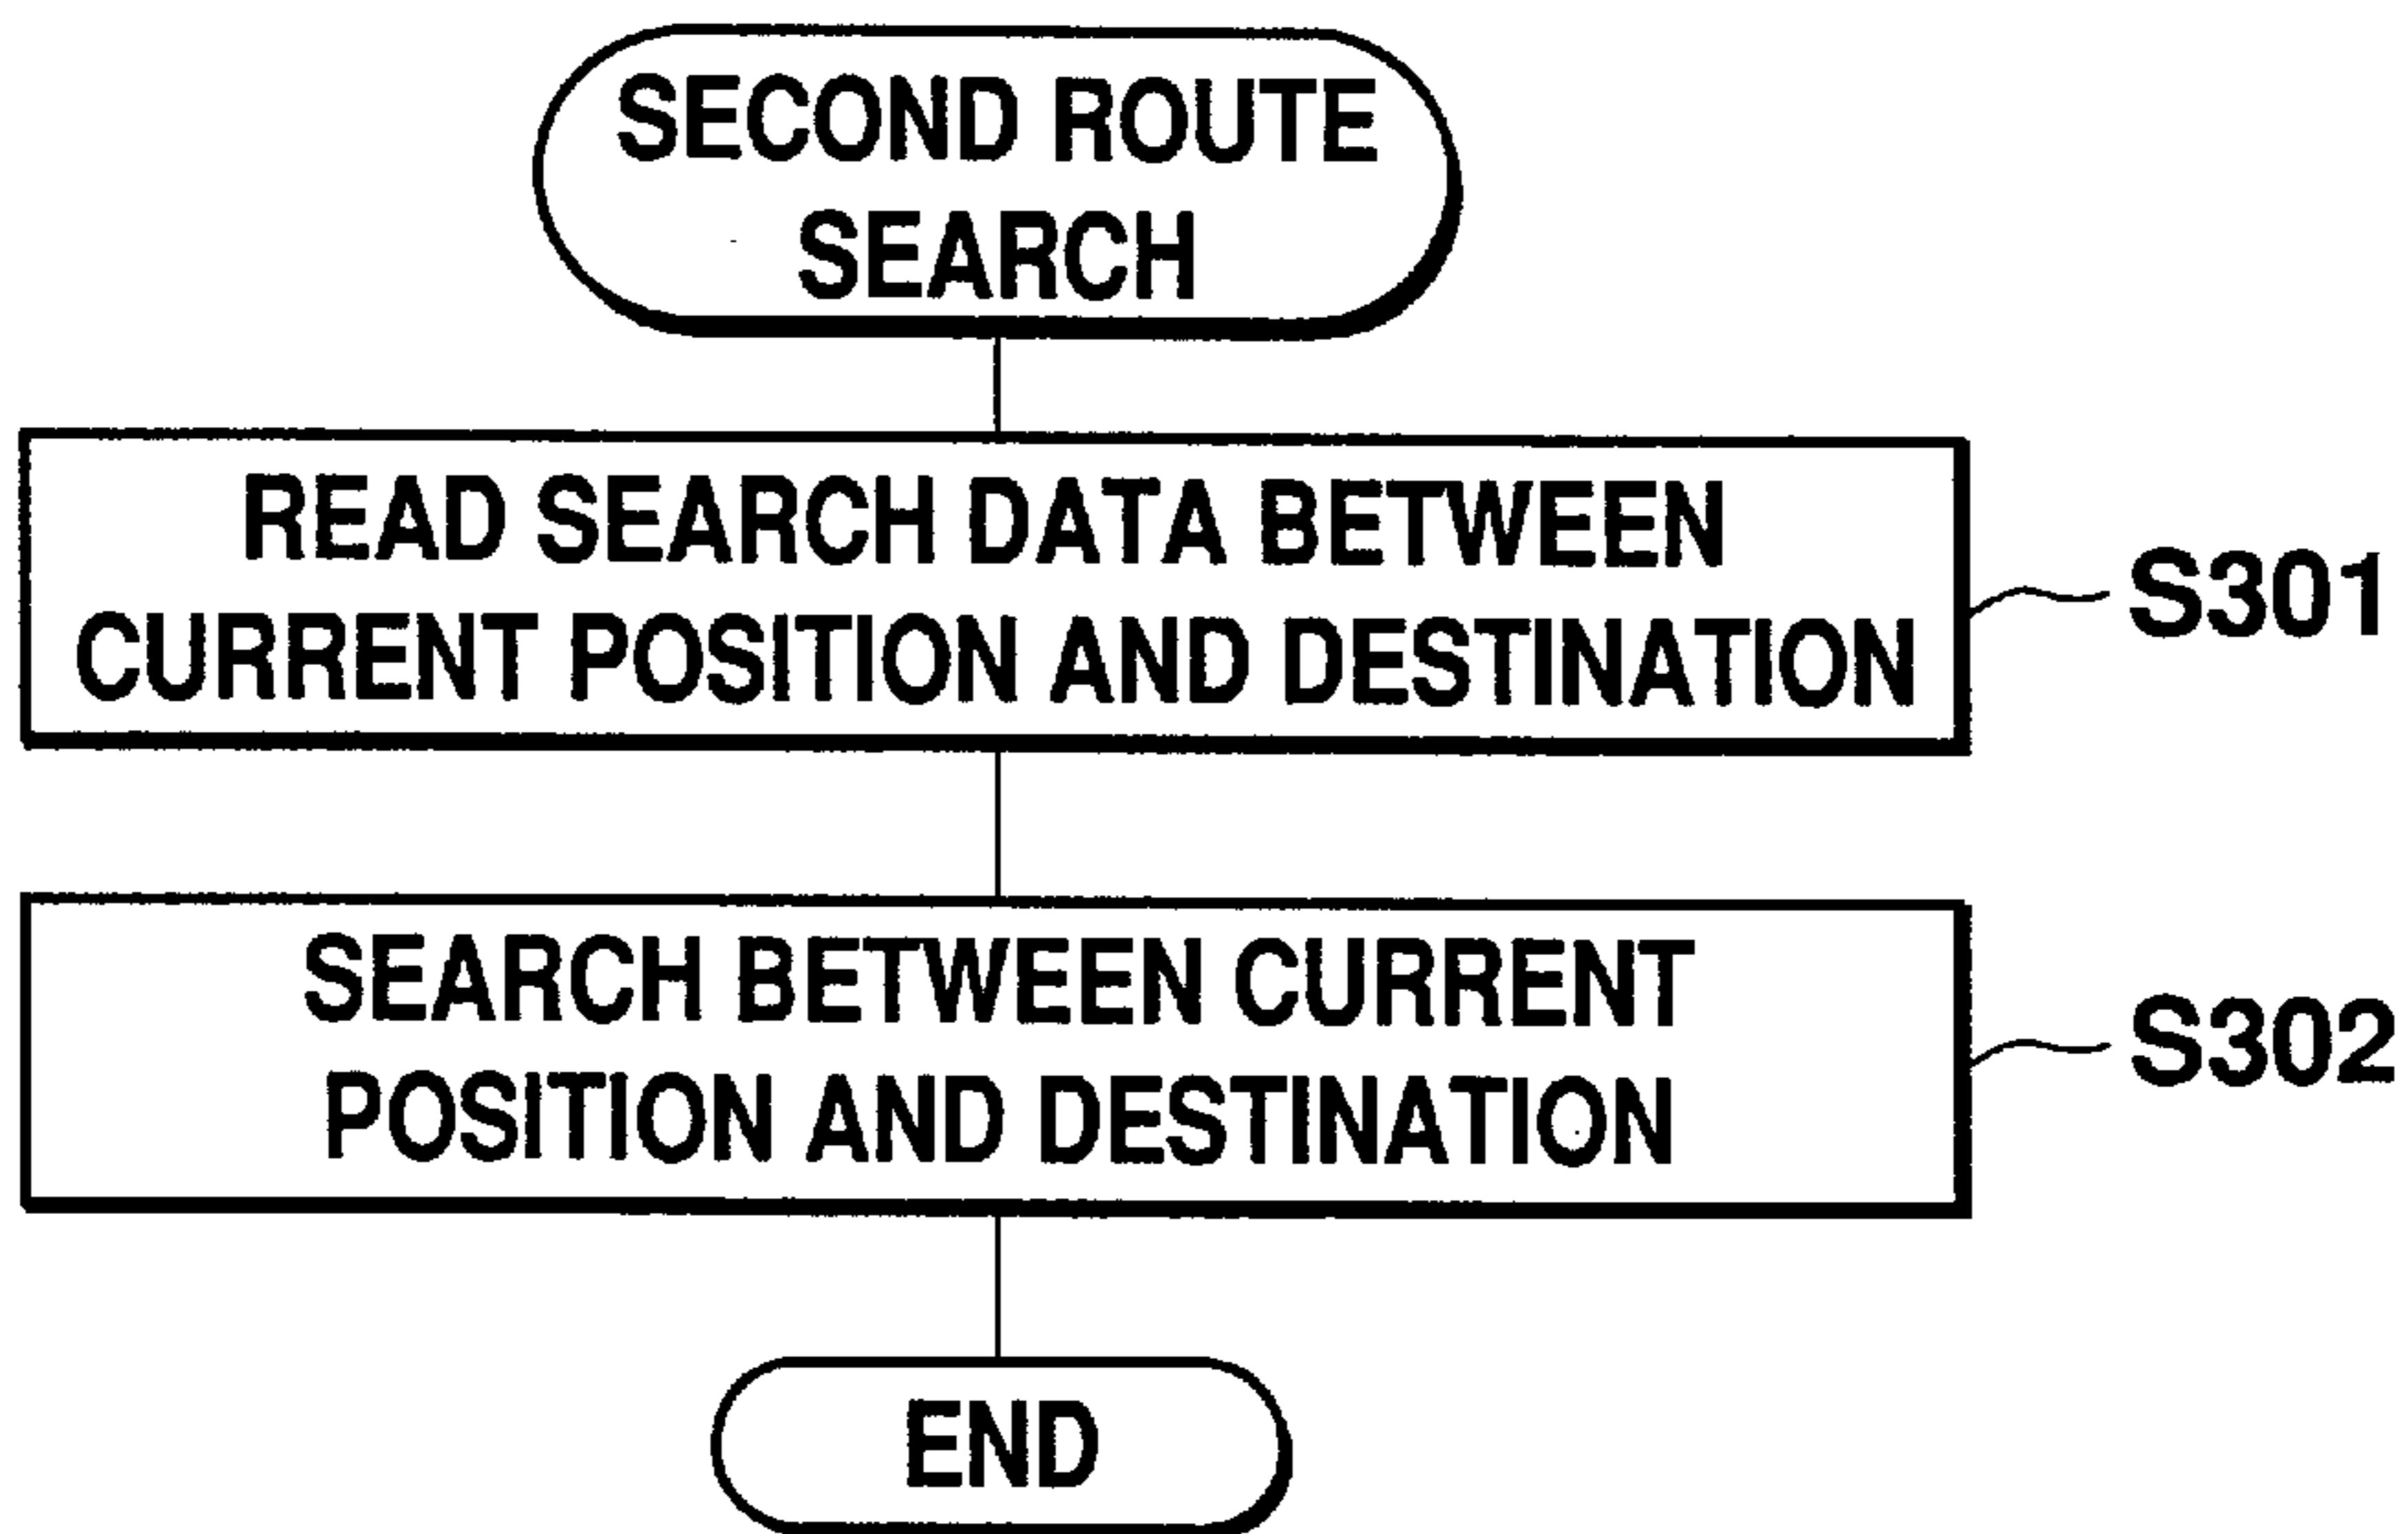 SECOND ROUTE
SEARCH
READ SEARCH DATA BETWEEN
CURRENT POSITION AND DESTINATION
S301
SEARCH BETWEEN CURRENT
POSITION AND DESTINATION
S302
END